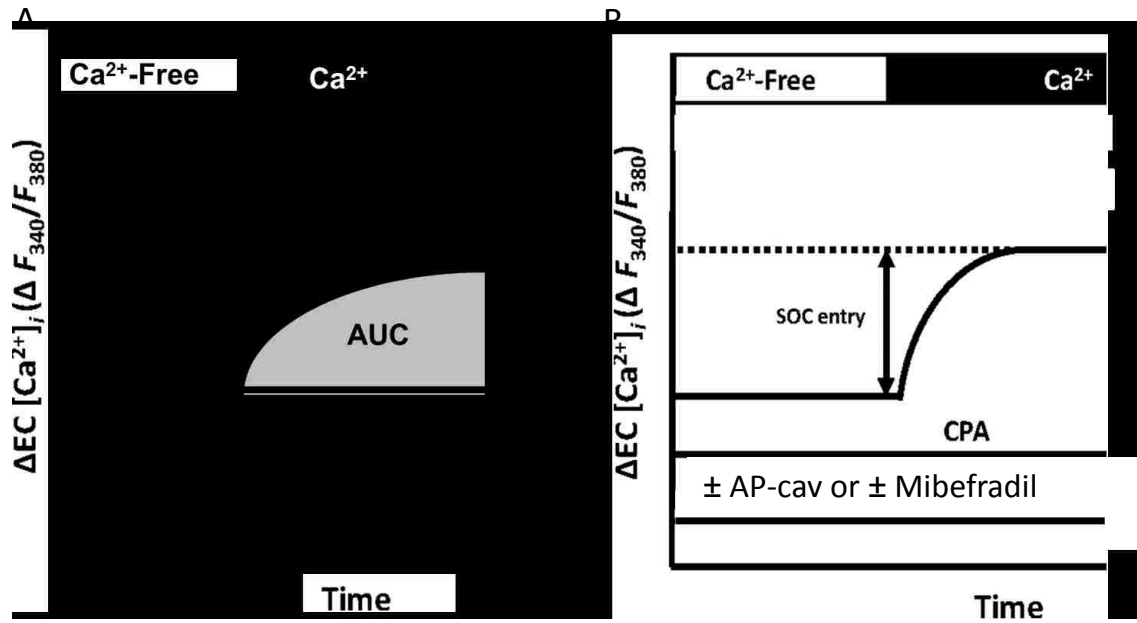 A
B
Ca²⁺-Free
Ca²⁺
ΔEC [Ca²⁺]ᵢ (Δ F₃₄₀/F₃₈₀)
AUC
Time
Ca²⁺-Free
Ca²⁺
ΔEC [Ca²⁺]ᵢ (Δ F₃₄₀/F₃₈₀)
SOC entry
CPA
± AP-cav or ± Mibefradil
Time